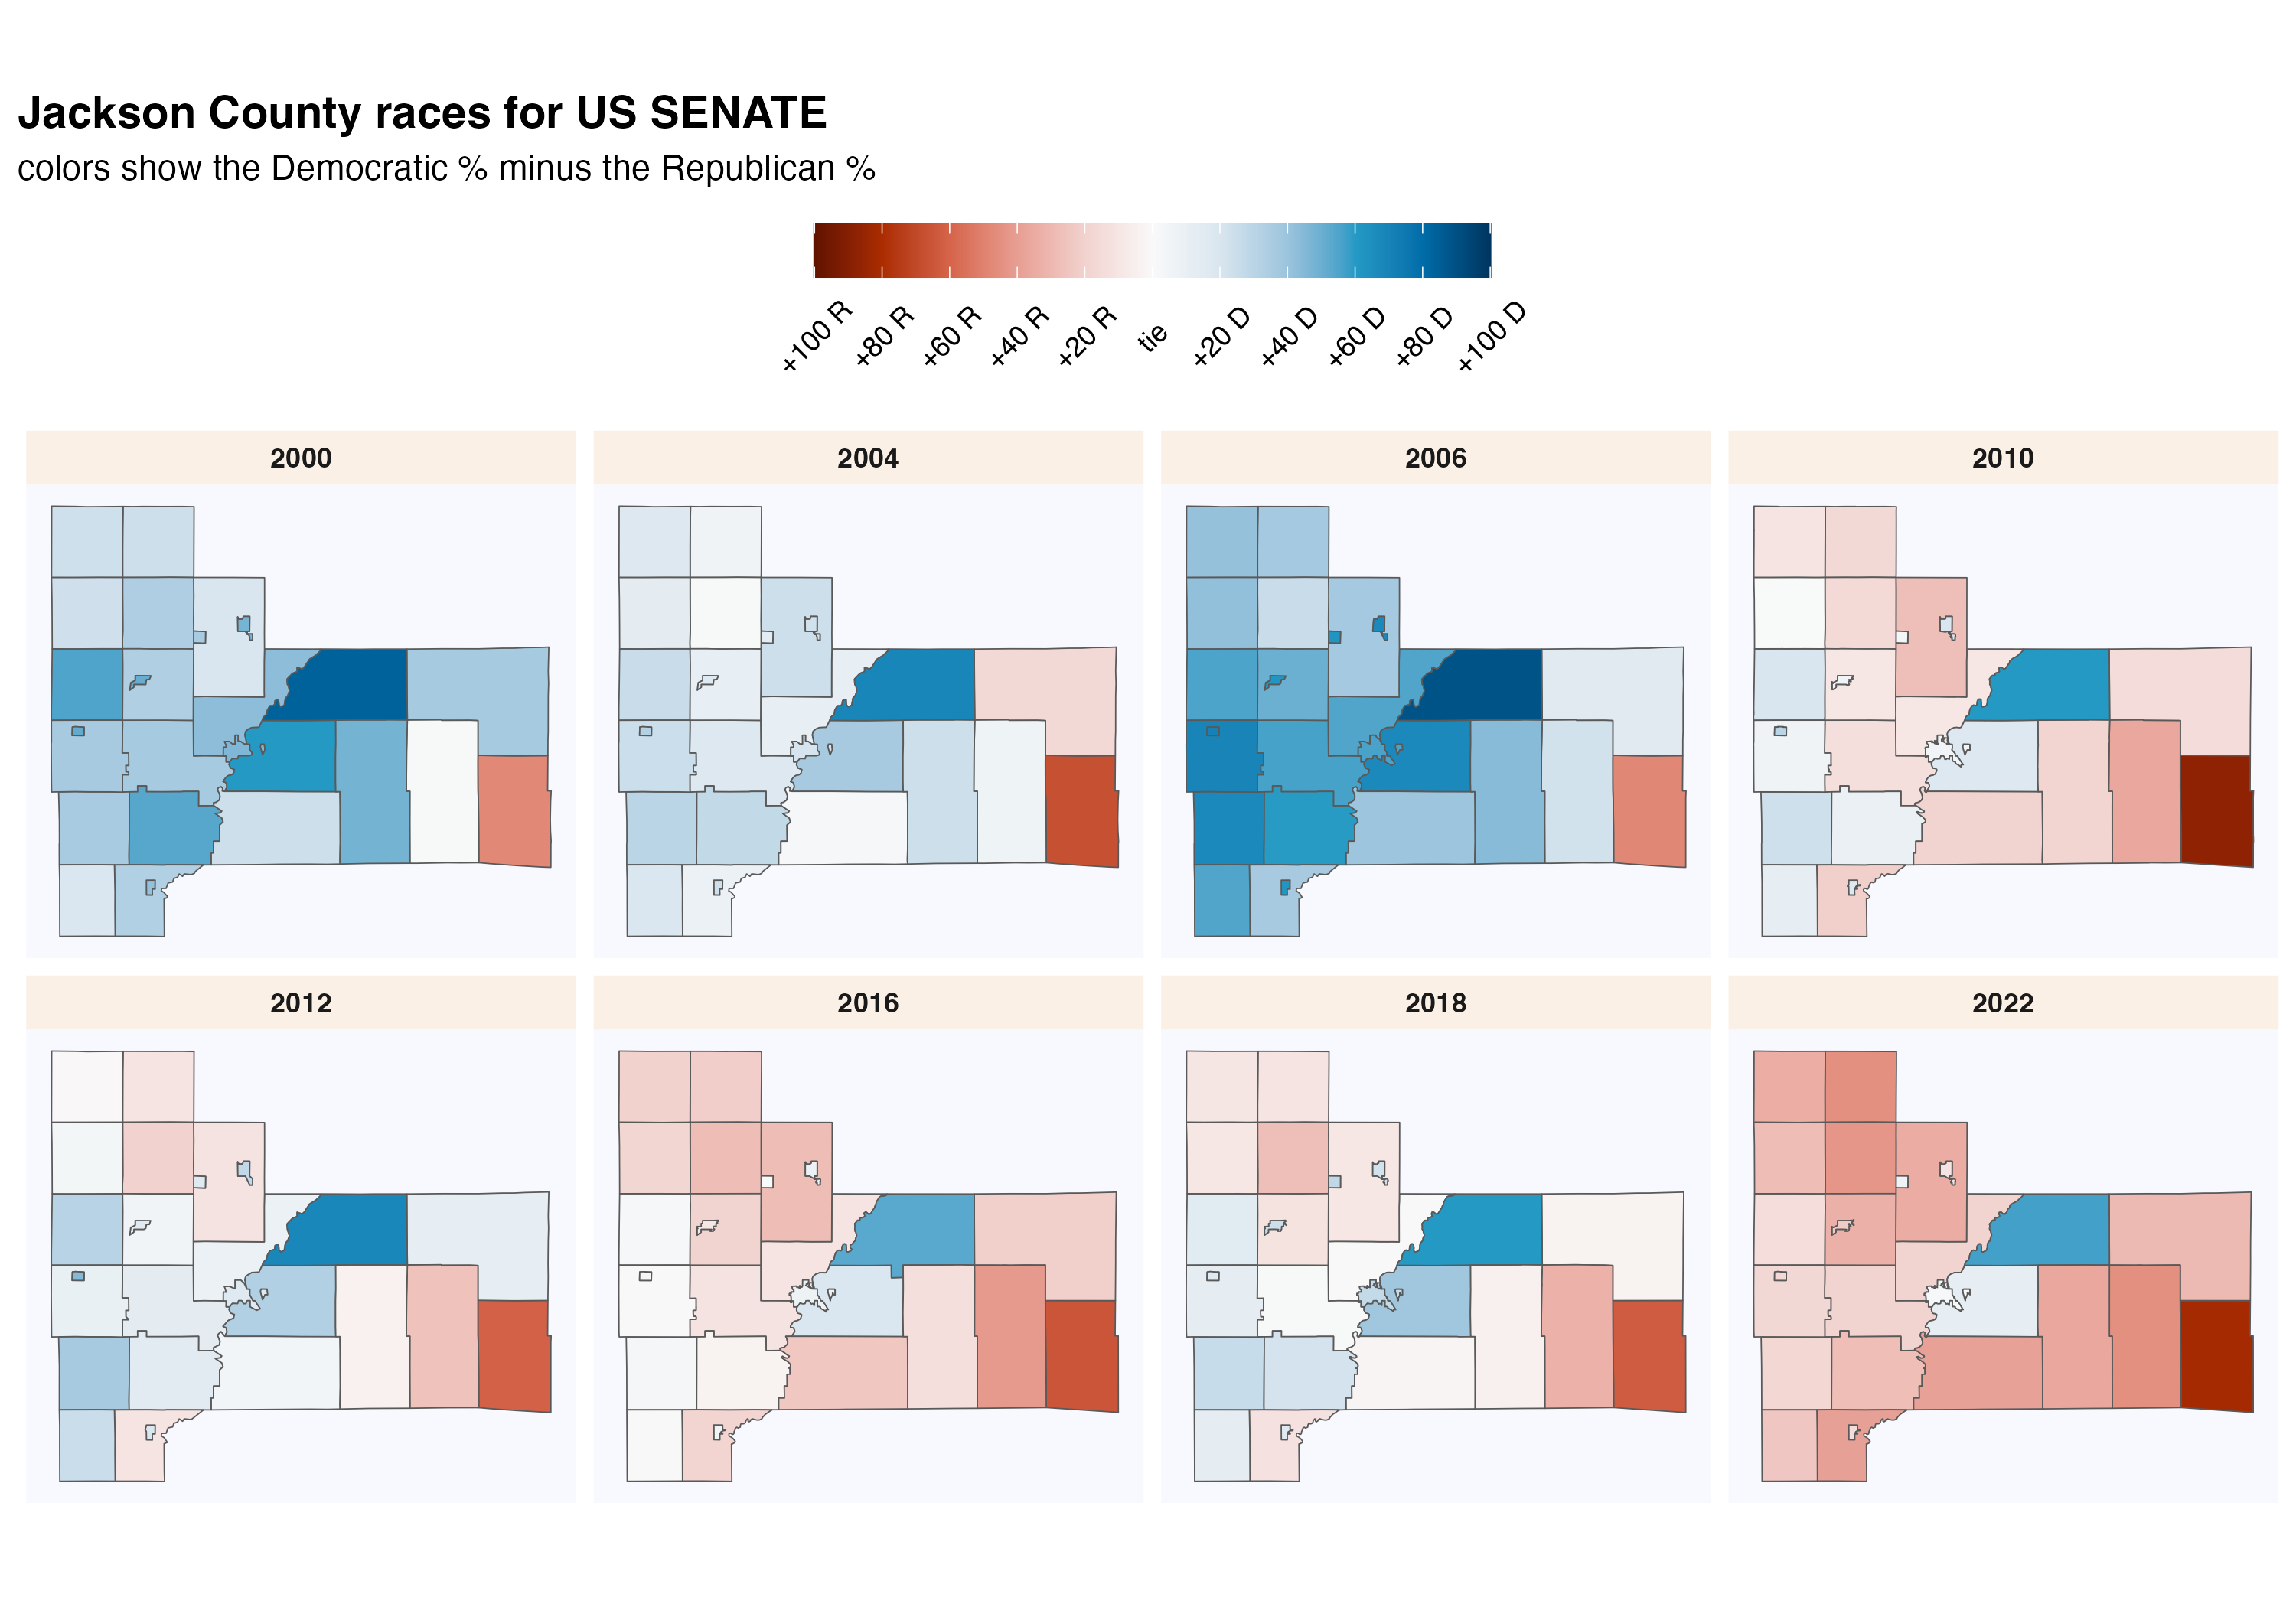 Jackson County races for US SENATE
colors show the Democratic % minus the Republican %
+100 R +80 R +60 R +40 R +20 R tie +20 D +40 D +60 D +80 D +100 D
2000 2004 2006 2010
2012 2016 2018 2022